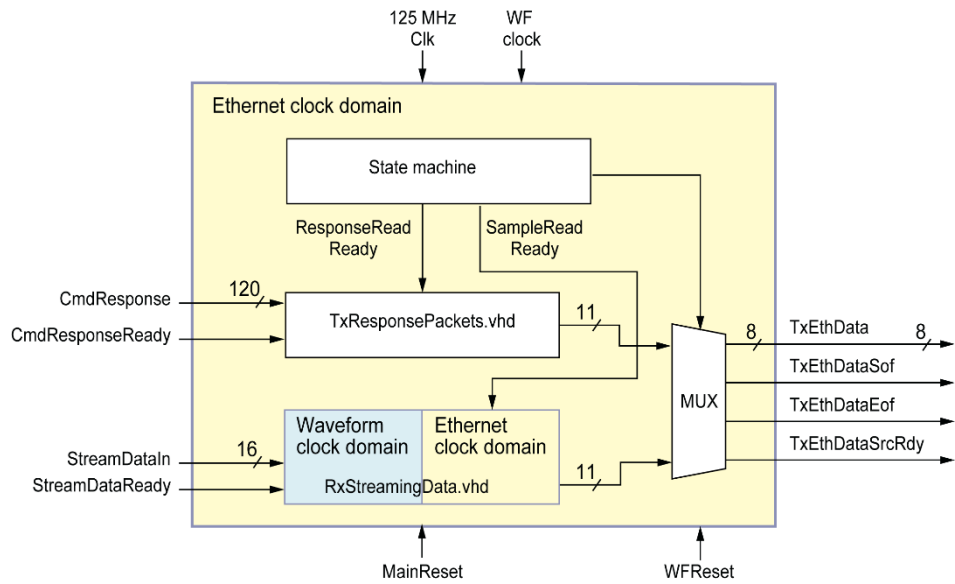 125 MHz
Clk
WF
clock
Ethernet clock domain
State machine
ResponseRead
Ready
SampleRead
Ready
CmdResponse
120
CmdResponseReady
TxResponsePackets.vhd
11
8
TxEthData
8
TxEthDataSof
MUX
TxEthDataEof
TxEthDataSrcRdy
Waveform
clock domain
Ethernet
clock domain
StreamDataIn
16
StreamDataReady
RxStreamingData.vhd
11
MainReset
WFReset